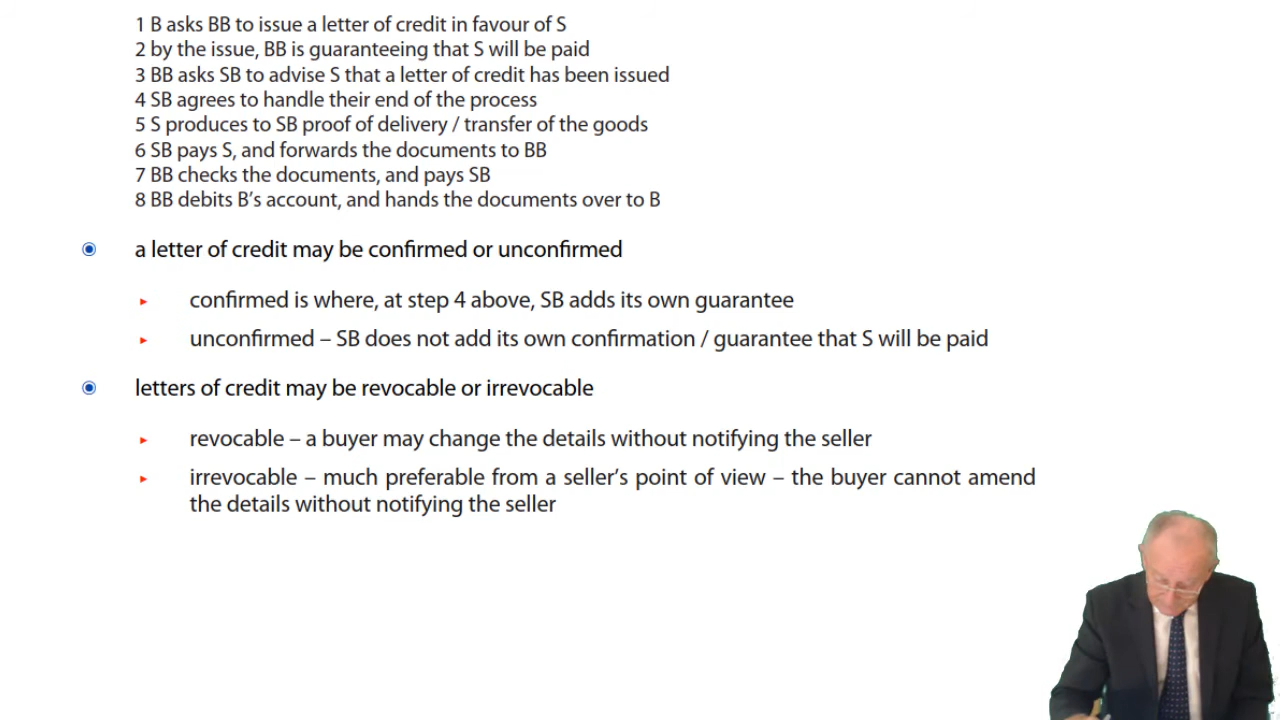 1 B asks BB to issue a letter of credit in favour of S
2 by the issue, BB is guaranteeing that S will be paid
3 BB asks SB to advise S that a letter of credit has been issued
4 SB agrees to handle their end of the process
5 S produces to SB proof of delivery / transfer of the goods
6 SB pays S, and forwards the documents to BB
7 BB checks the documents, and pays SB
8 BB debits B’s account, and hands the documents over to B
a letter of credit may be confirmed or unconfirmed
confirmed is where, at step 4 above, SB adds its own guarantee
unconfirmed – SB does not add its own confirmation / guarantee that S will be paid
letters of credit may be revocable or irrevocable
revocable – a buyer may change the details without notifying the seller
irrevocable – much preferable from a seller’s point of view – the buyer cannot amend
the details without notifying the seller